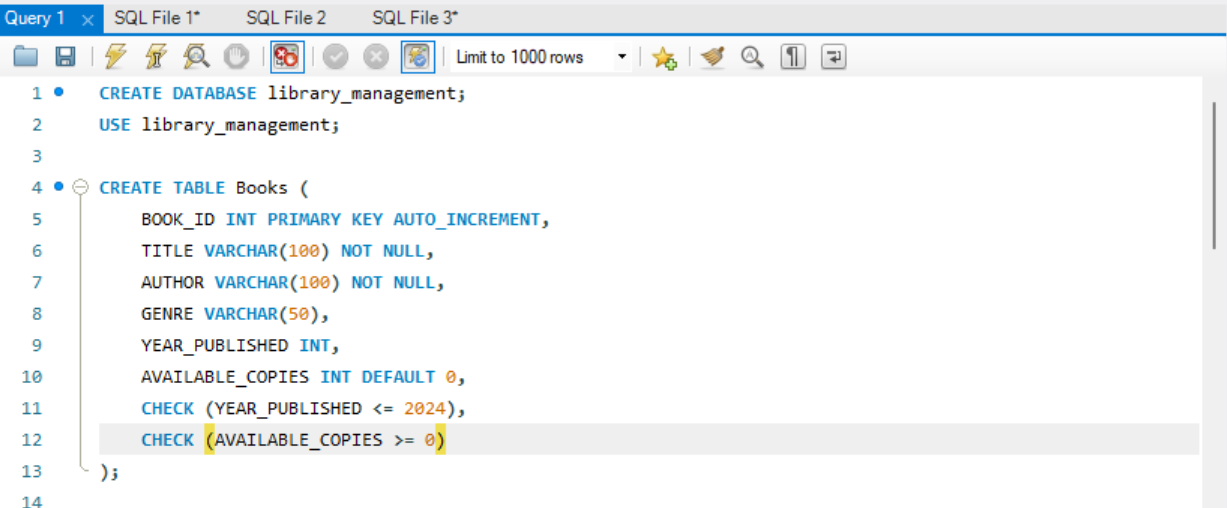 Query 1 × SQL File 1* SQL File 2 SQL File 3*
Limit to 1000 rows
1 CREATE DATABASE library_management;
2 USE library_management;
3
4 CREATE TABLE Books (
5 BOOK_ID INT PRIMARY KEY AUTO_INCREMENT,
6 TITLE VARCHAR(100) NOT NULL,
7 AUTHOR VARCHAR(100) NOT NULL,
8 GENRE VARCHAR(50),
9 YEAR_PUBLISHED INT,
10 AVAILABLE_COPIES INT DEFAULT 0,
11 CHECK (YEAR_PUBLISHED <= 2024),
12 CHECK (AVAILABLE_COPIES >= 0)
13 );
14